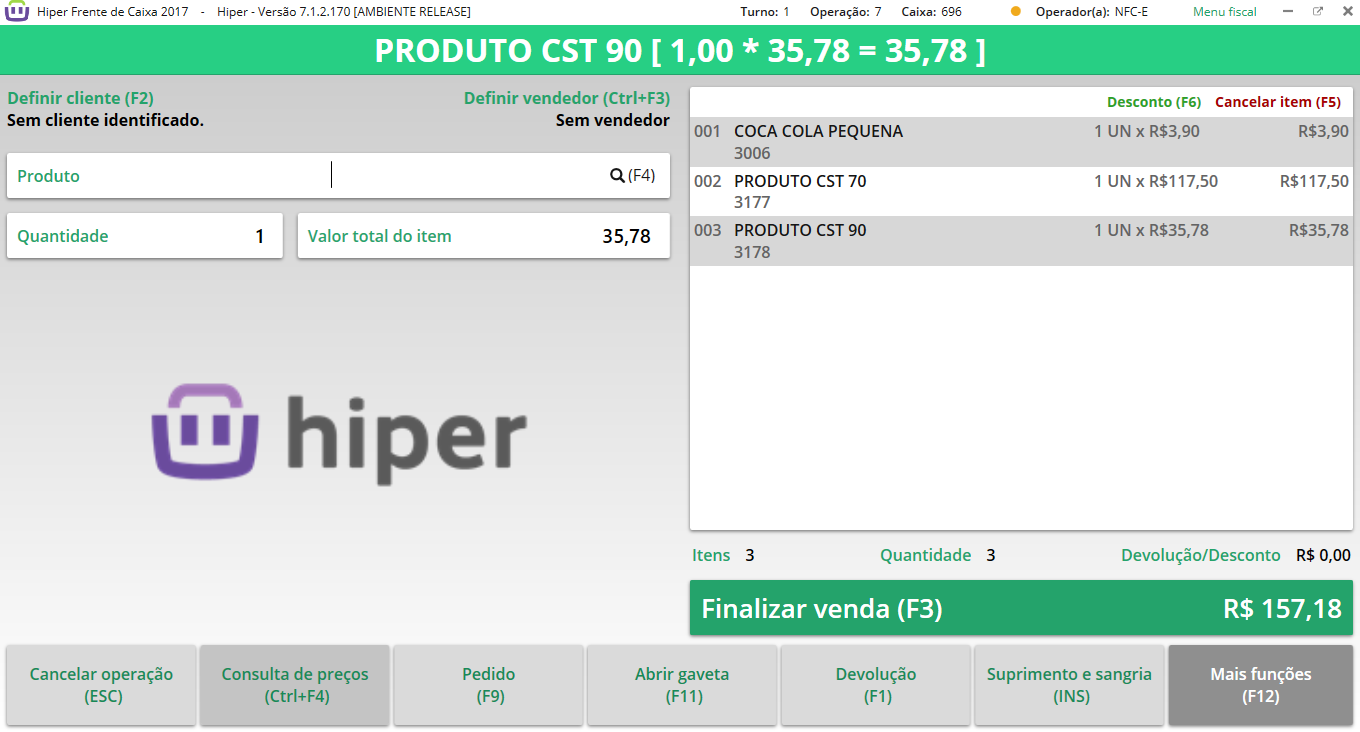 Hiper Frente de Caixa 2017 - Hiper - Versão 7.1.2.170 [AMBIENTE RELEASE] Turno: 1 Operação: 7 Caixa: 696 Operador(a): NFC-E Menu fiscal
PRODUTO CST 90 [ 1,00 * 35,78 = 35,78 ]
Definir cliente (F2) Definir vendedor (Ctrl+F3)
Sem cliente identificado. Sem vendedor
Produto (F4)
Quantidade 1 Valor total do item 35,78
hiper
Desconto (F6) Cancelar item (F5)
001 COCA COLA PEQUENA 1 UN x R$3,90 R$3,90
3006
002 PRODUTO CST 70 1 UN x R$117,50 R$117,50
3177
003 PRODUTO CST 90 1 UN x R$35,78 R$35,78
3178
Itens 3 Quantidade 3 Devolução/Desconto R$ 0,00
Finalizar venda (F3) R$ 157,18
Cancelar operação
(ESC)
Consulta de preços
(Ctrl+F4)
Pedido
(F9)
Abrir gaveta
(F11)
Devolução
(F1)
Suprimento e sangria
(INS)
Mais funções
(F12)